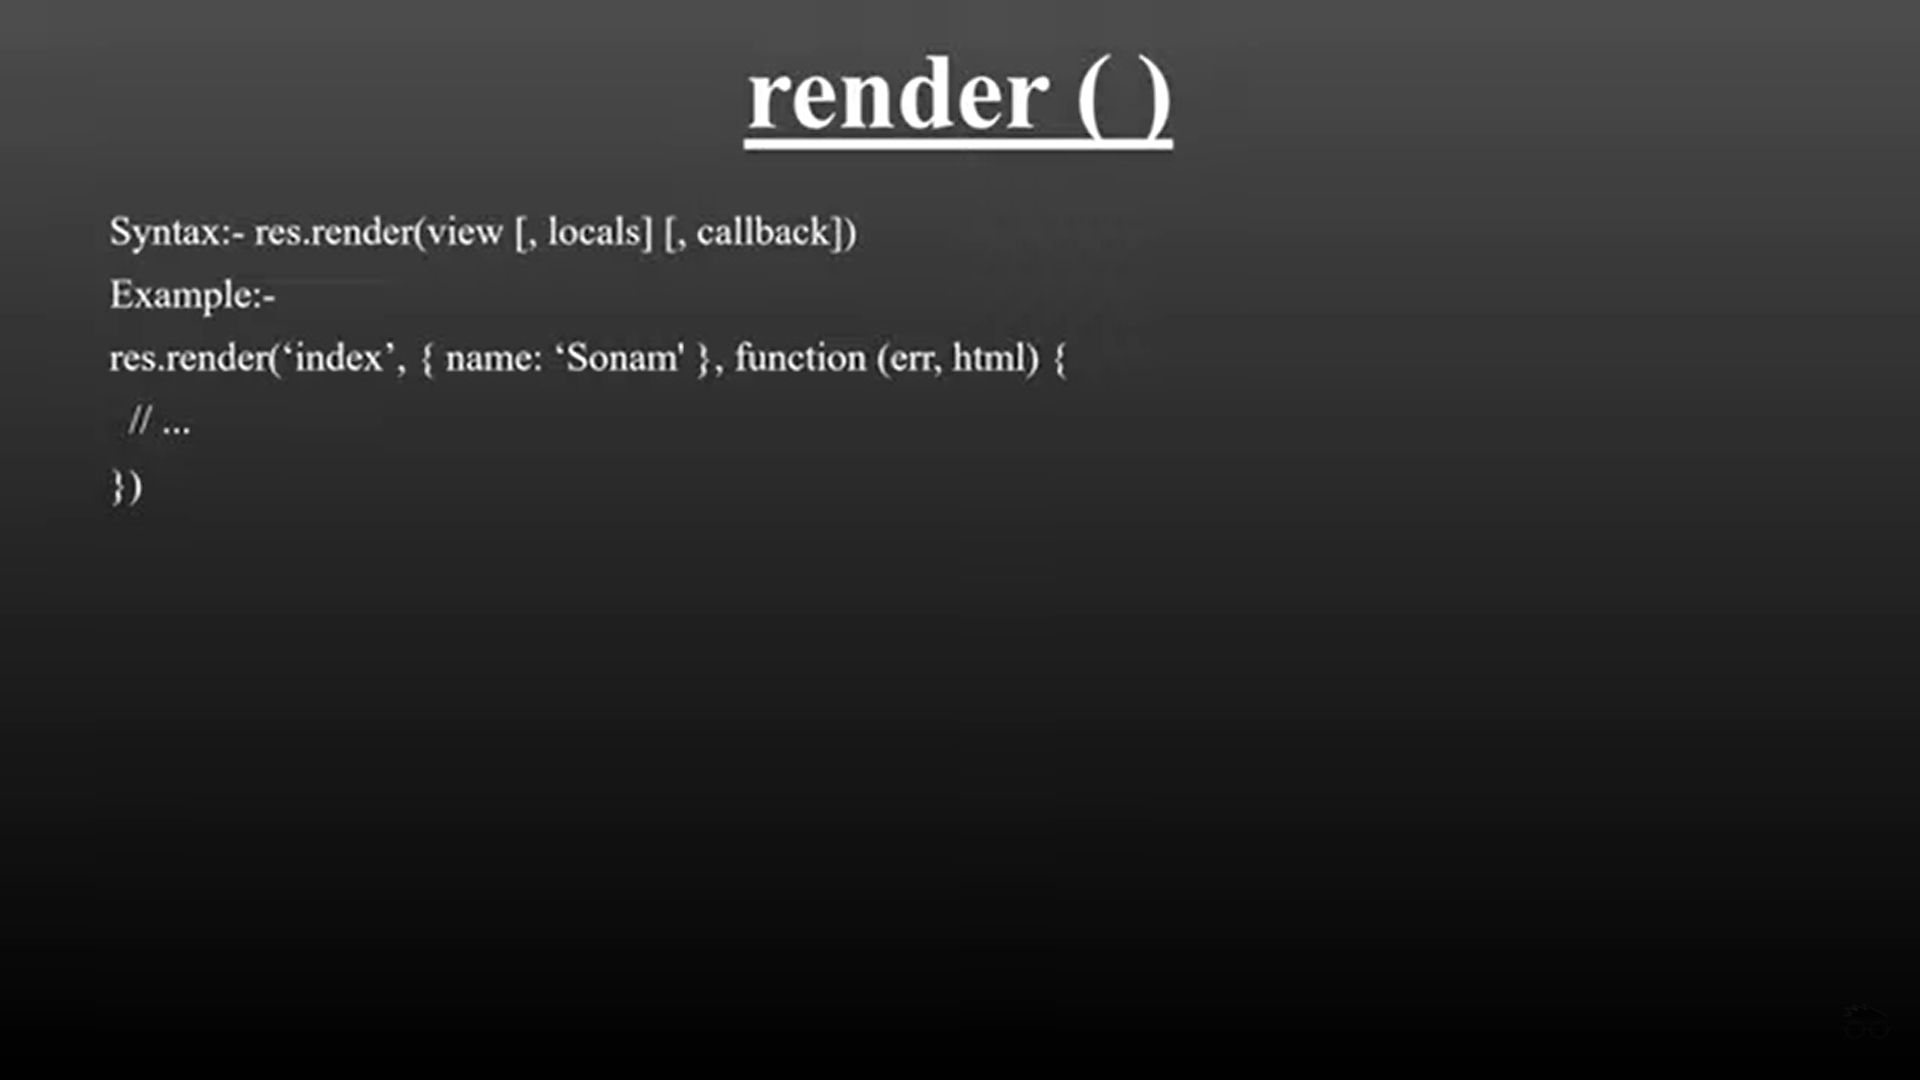 render ( )
Syntax:- res.render(view [, locals] [, callback])
Example:-
res.render(‘index’, { name: ‘Sonam' }, function (err, html) {
// ...
})